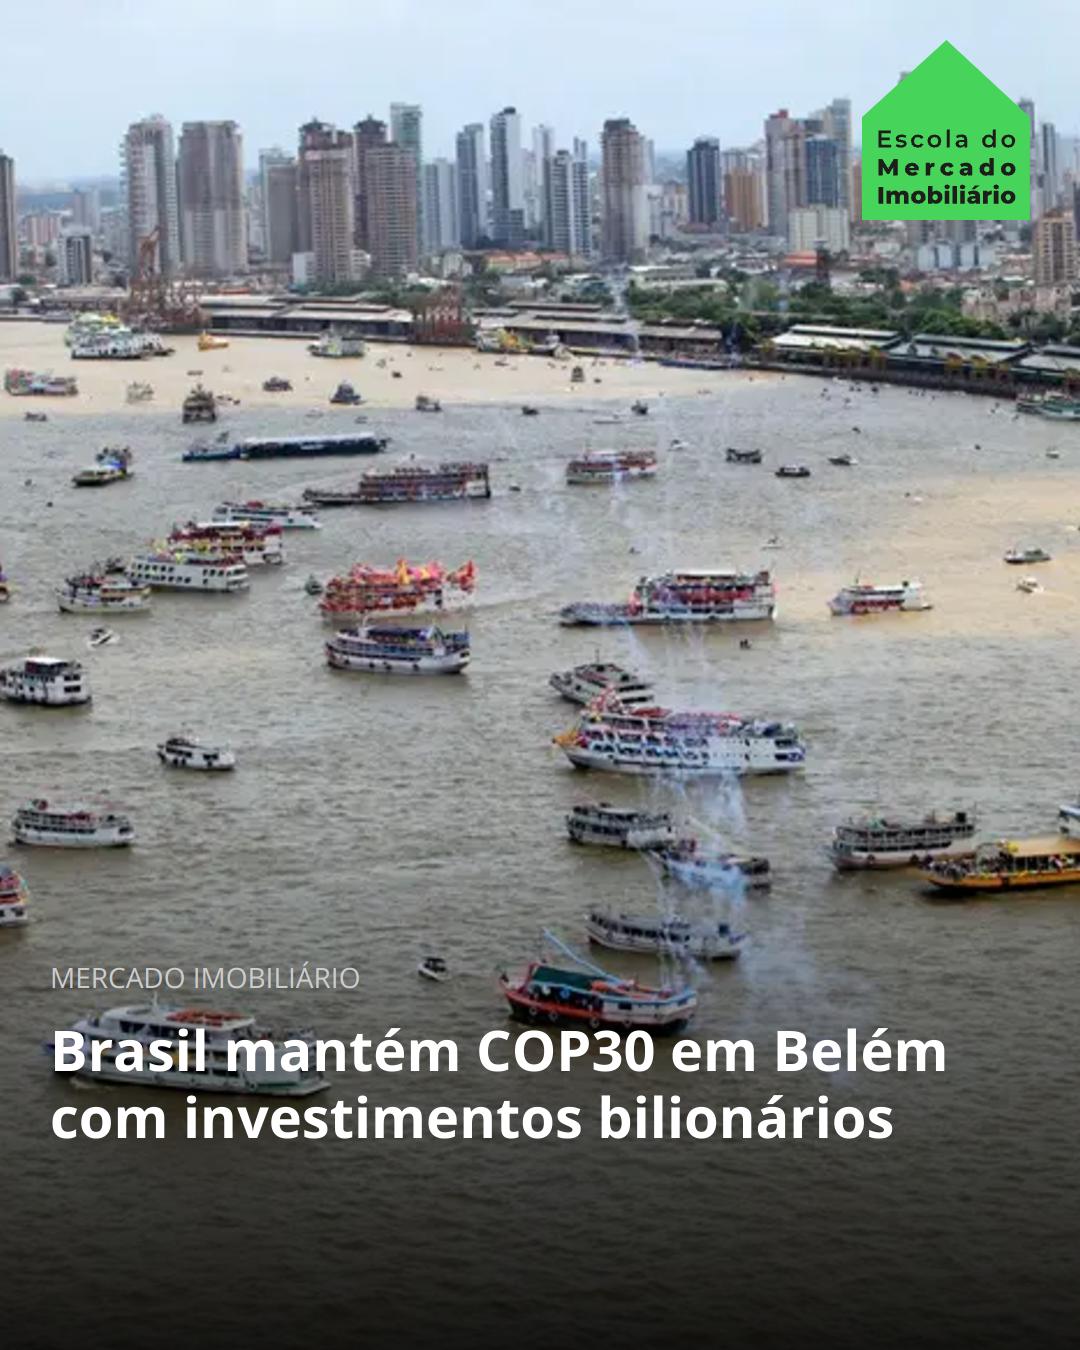 Escola do
Mercado
Imobiliário
MERCADO IMOBILIÁRIO
Brasil mantém COP30 em Belém
com investimentos bilionários